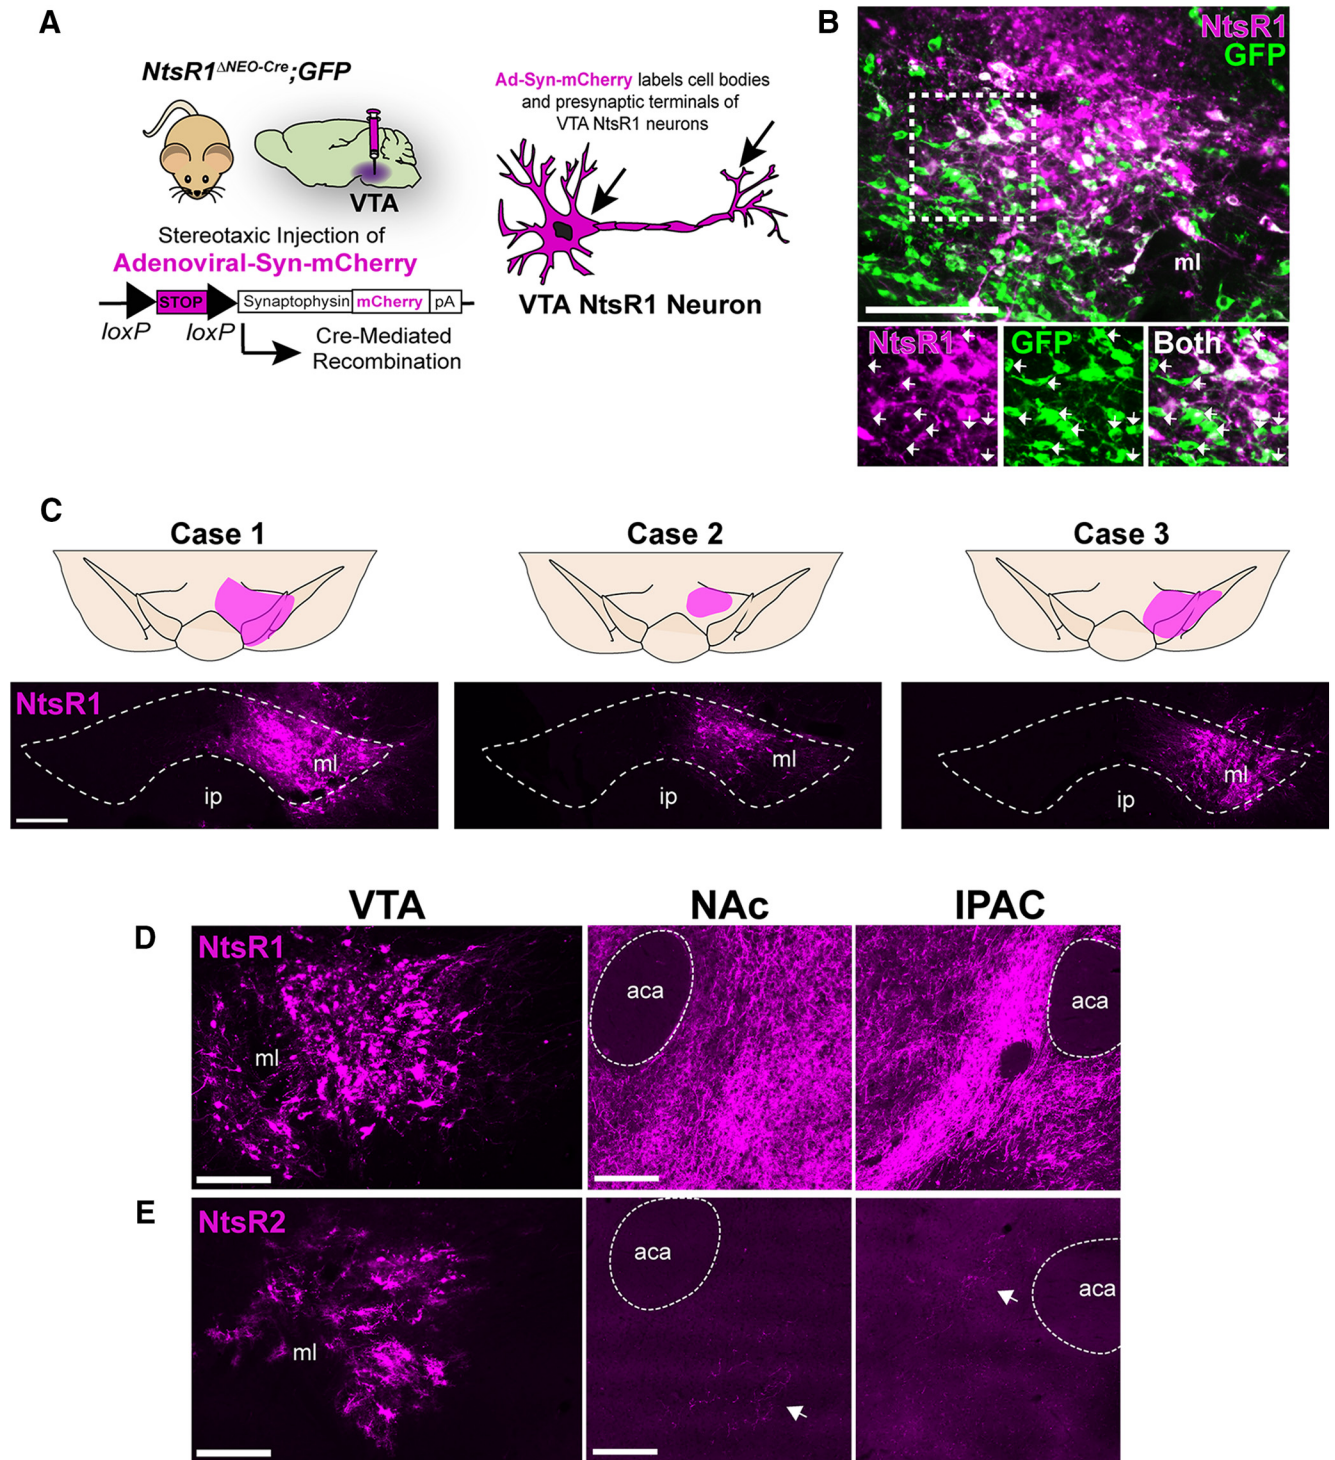 A
NtsR1ΔNEO-Cre;GFP
VTA
Stereotaxic Injection of
Adenoviral-Syn-mCherry
STOP
Synaptophysin
mCherry
pA
loxP
loxP
Cre-Mediated
Recombination
Ad-Syn-mCherry labels cell bodies
and presynaptic terminals of
VTA NtsR1 neurons
VTA NtsR1 Neuron
B
NtsR1
GFP
ml
NtsR1
GFP
Both
C
Case 1
Case 2
Case 3
NtsR1
ml
ip
ml
ip
ml
ip
VTA
NAc
IPAC
D
NtsR1
ml
aca
aca
E
NtsR2
ml
aca
aca